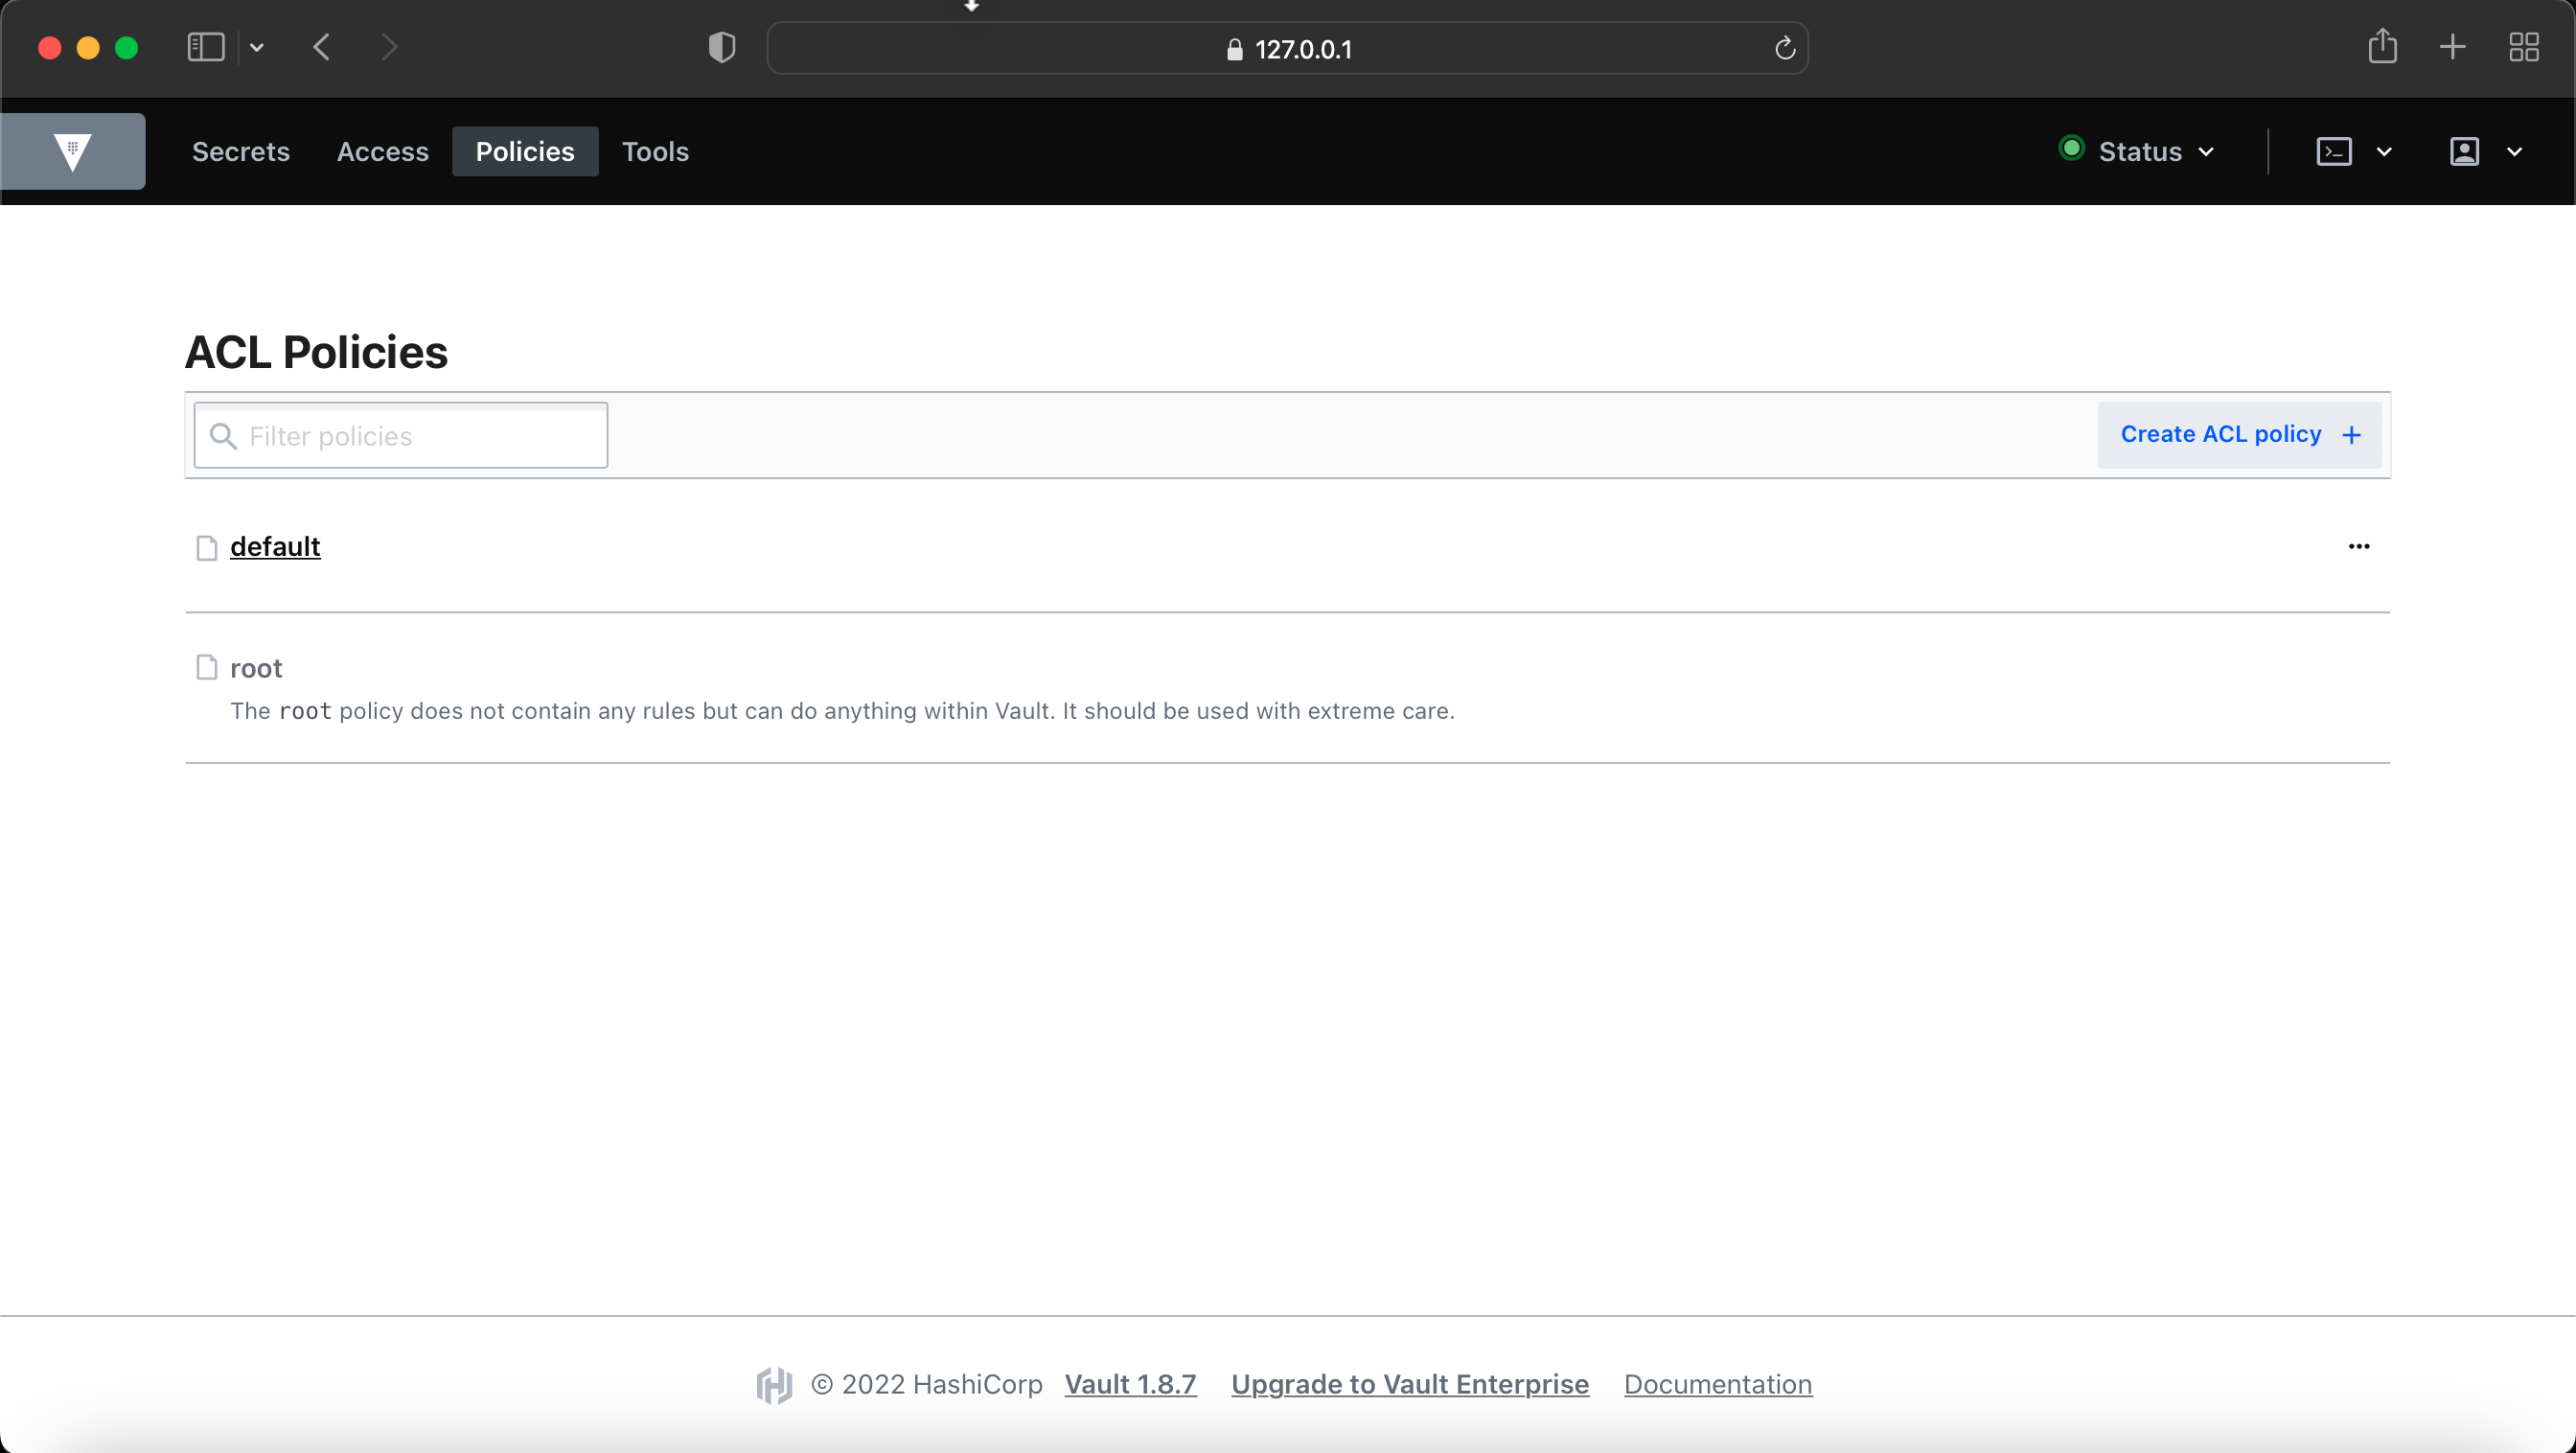 127.0.0.1
Secrets Access Policies Tools Status
ACL Policies
Filter policies Create ACL policy
default
root
The root policy does not contain any rules but can do anything within Vault. It should be used with extreme care.
© 2022 HashiCorp Vault 1.8.7 Upgrade to Vault Enterprise Documentation